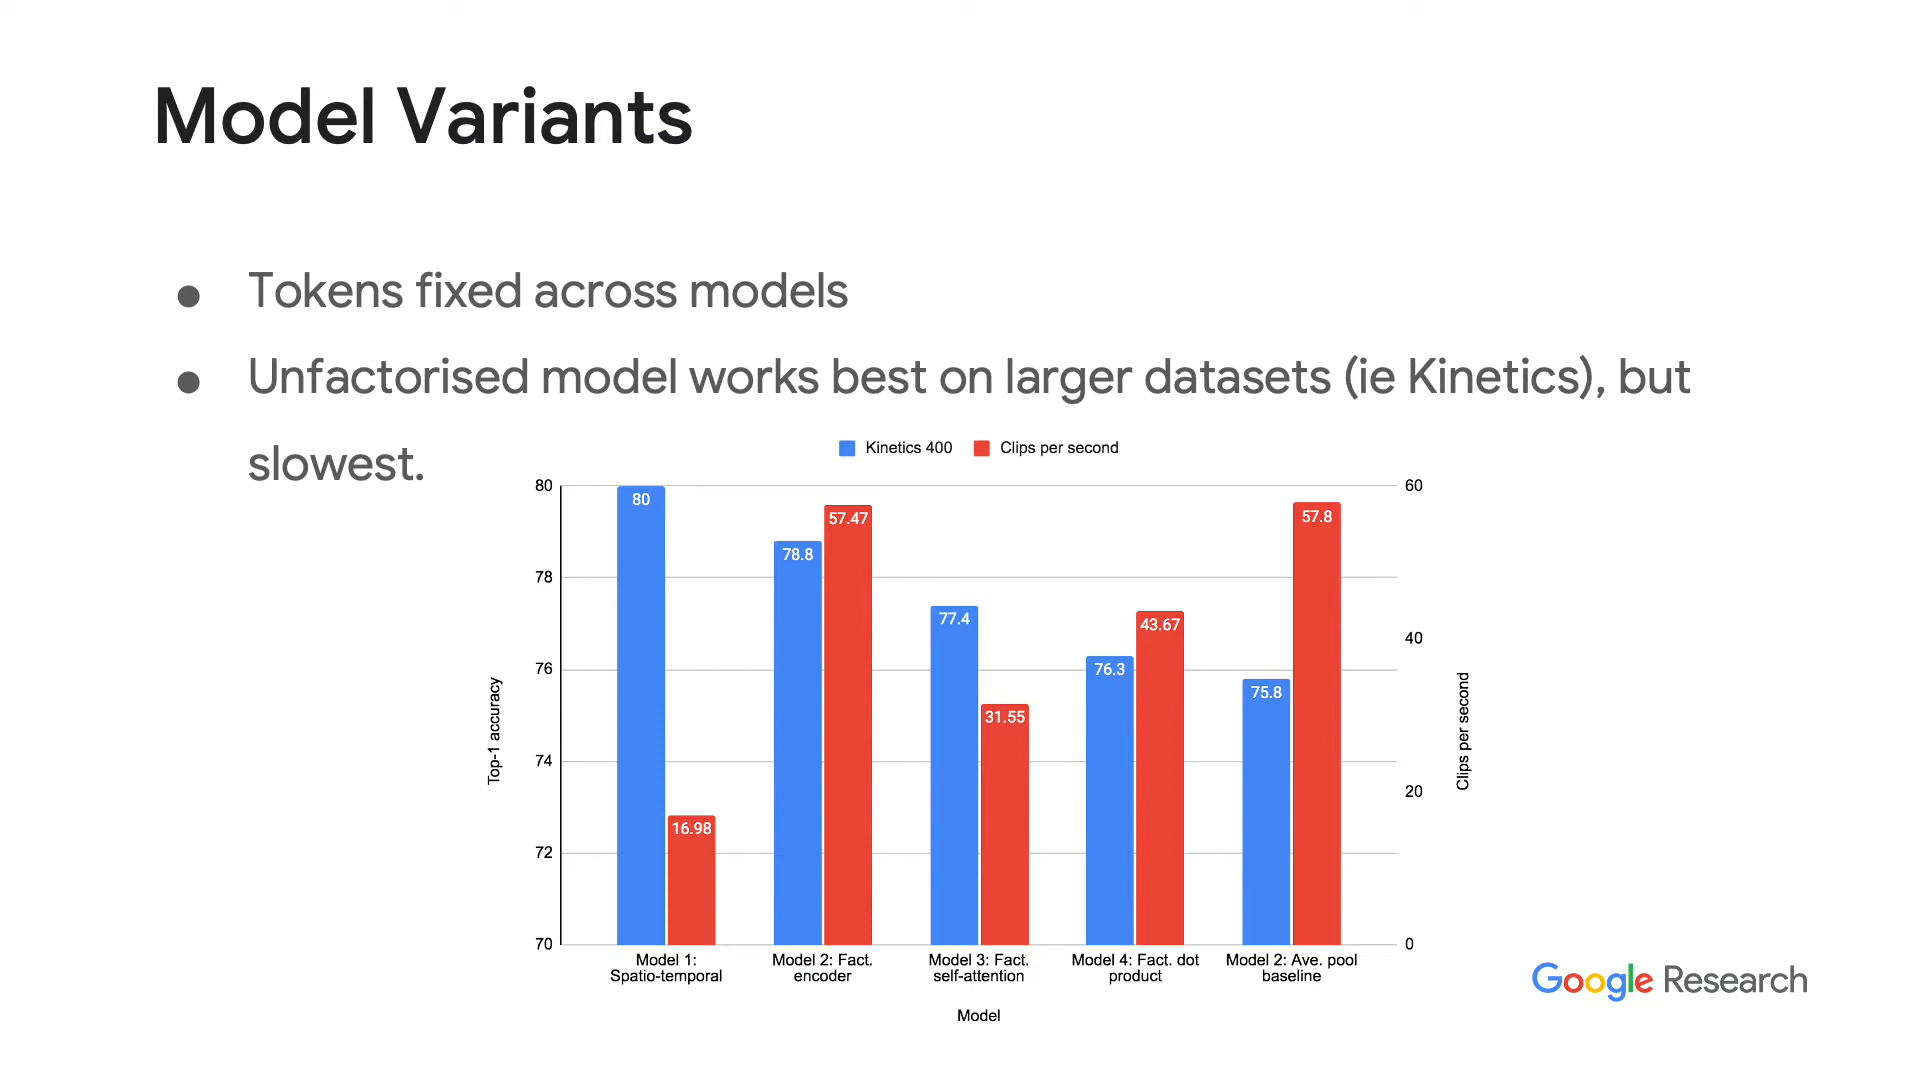 Model Variants
● Tokens fixed across models
● Unfactorised model works best on larger datasets (ie Kinetics), but
slowest.
Kinetics 400 Clips per second
80
78
76
74
72
70
Top-1 accuracy
80
16.98
78.8
57.47
77.4
31.55
76.3
43.67
75.8
57.8
60
40
20
0
Clips per second
Model 1:
Spatio-temporal
Model 2: Fact.
encoder
Model 3: Fact.
self-attention
Model 4: Fact. dot
product
Model 2: Ave. pool
baseline
Model
Google Research